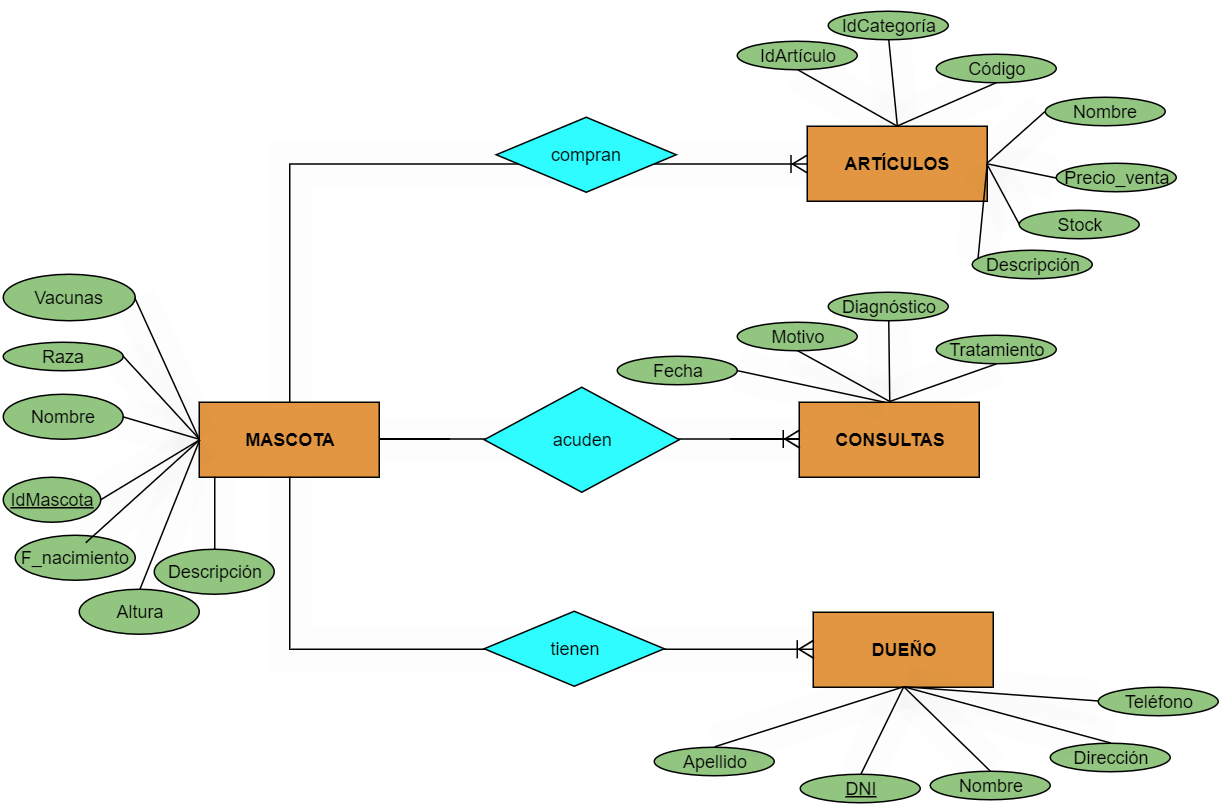 IdCategoría
IdArtículo
Código
Nombre
compran
ARTÍCULOS
Precio_venta
Stock
Descripción
Vacunas
Diagnóstico
Motivo
Tratamiento
Raza
Fecha
Nombre
MASCOTA
acuden
CONSULTAS
IdMascota
F_nacimiento
Descripción
Altura
tienen
DUEÑO
Teléfono
Dirección
Apellido
DNI
Nombre